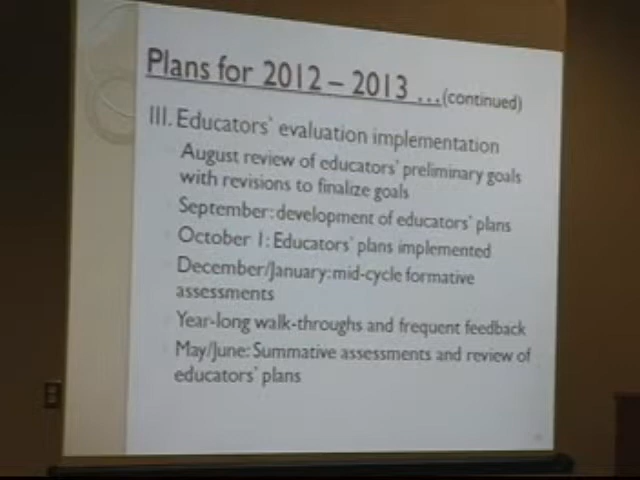 Plans for 2012 – 2013 ...(continued)
III. Educators' evaluation implementation
August review of educators' preliminary goals
with revisions to finalize goals
September: development of educators' plans
October 1: Educators' plans implemented
December/January: mid-cycle formative
assessments
Year-long walk-throughs and frequent feedback
May/June: Summative assessments and review of
educators' plans